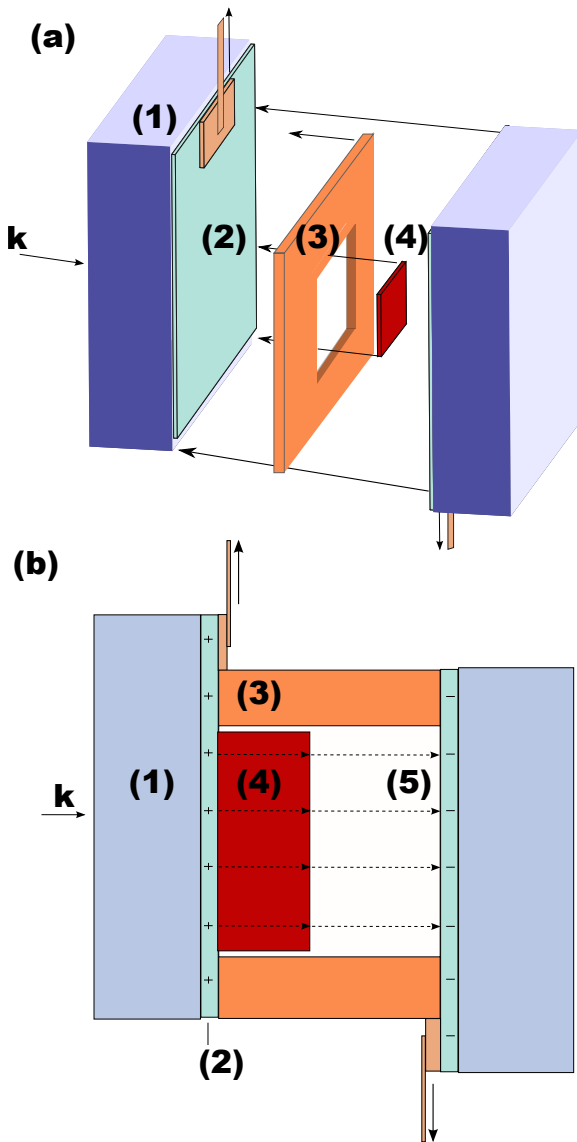 (a)
(1)
(2) (3) (4)
k
(b)
+ −
+ (3) −
+ −
(1) (4) (5)
k
+ −
+ −
+ −
+ −
−
(2)